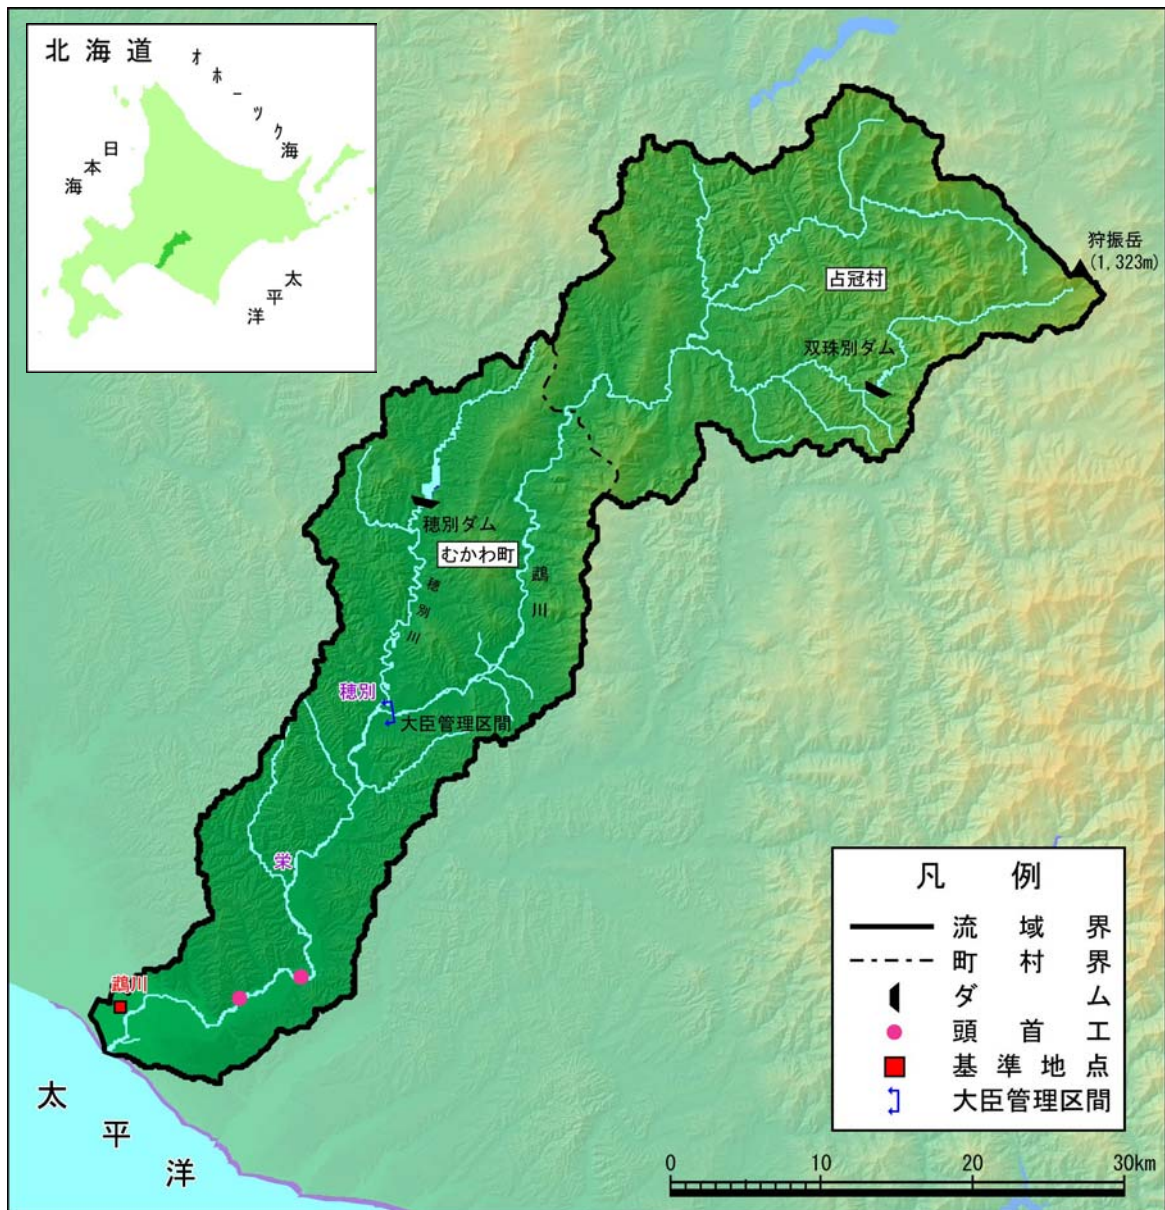 北海道
オホーツク海
日本海
太平洋
狩振岳
(1,323m)
占冠村
双珠別ダム
穂別ダム
むかわ町
穂別川
鵡川
穂別
大臣管理区間
栄
鵡川
太平洋
凡例
流域界
町村界
ダム
頭首工
基準地点
大臣管理区間
0 10 20 30km